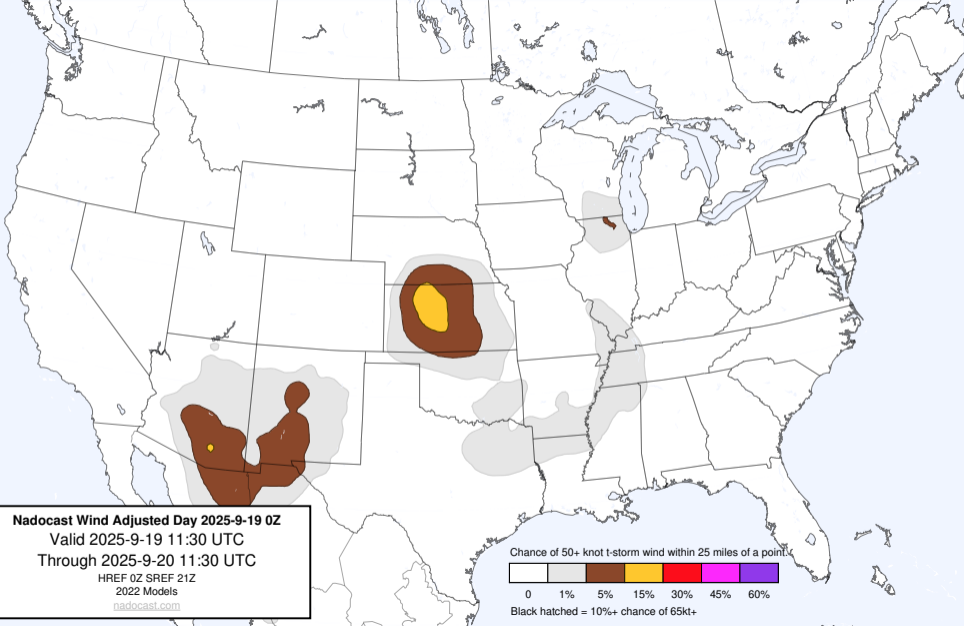 Nadocast Wind Adjusted Day 2025-9-19 0Z
Valid 2025-9-19 11:30 UTC
Through 2025-9-20 11:30 UTC
HREF 0Z SREF 21Z
2022 Models
nadocast.com
Chance of 50+ knot t-storm wind within 25 miles of a point.
0 1% 5% 15% 30% 45% 60%
Black hatched = 10%+ chance of 65kt+